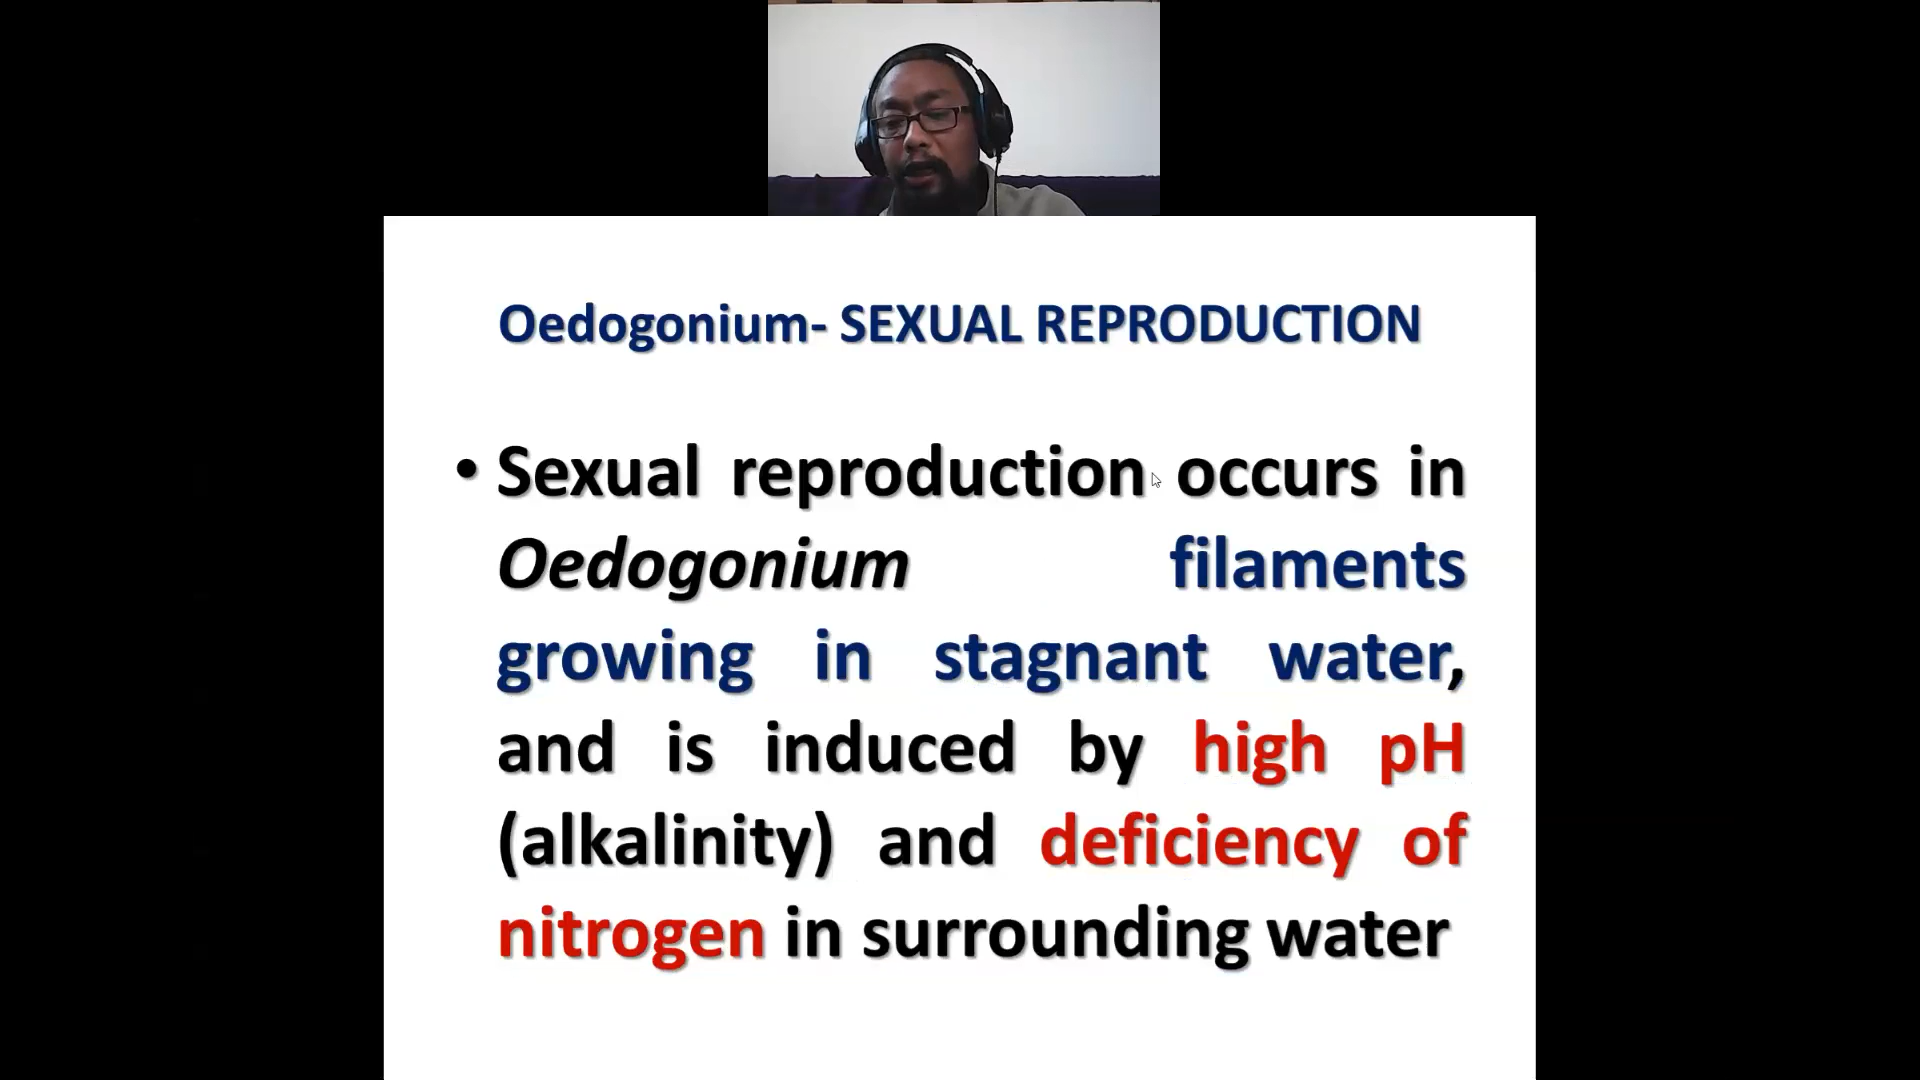 Oedogonium- SEXUAL REPRODUCTION
• Sexual reproduction occurs in
Oedogonium filaments
growing in stagnant water,
and is induced by high pH
(alkalinity) and deficiency of
nitrogen in surrounding water